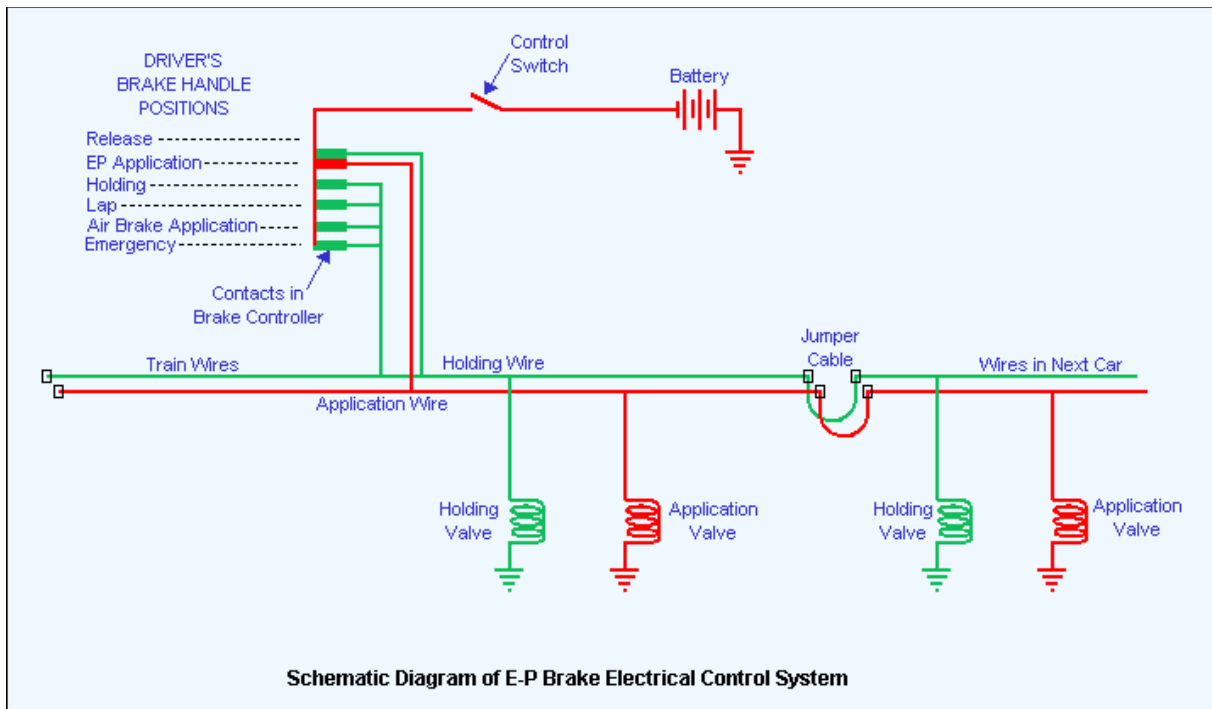 DRIVER'S
BRAKE HANDLE
POSITIONS
Control
Switch
Battery
Release
EP Application
Holding
Lap
Air Brake Application
Emergency
Contacts in
Brake Controller
Train Wires
Holding Wire
Jumper
Cable
Wires in Next Car
Application Wire
Holding
Valve
Application
Valve
Holding
Valve
Application
Valve
Schematic Diagram of E-P Brake Electrical Control System